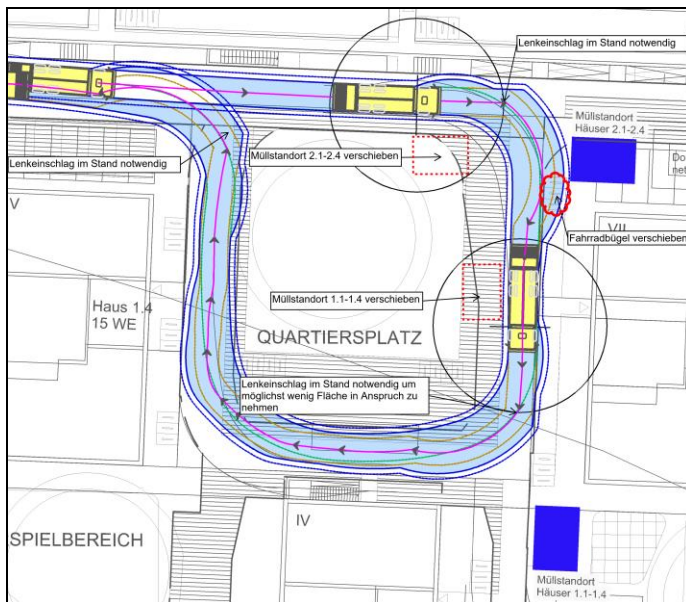 Lenkeinschlag im Stand notwendig
Müllstandort
Häuser 2.1-2.4
Lenkeinschlag im Stand notwendig
Müllstandort 2.1-2.4 verschieben
Do
net
V
VII
Fahrradbügel verschieben
Haus 1.4
15 WE
Müllstandort 1.1-1.4 verschieben
QUARTIERSPLATZ
Lenkeinschlag im Stand notwendig um
möglichst wenig Fläche in Anspruch zu
nehmen
IV
SPIELBEREICH
Müllstandort
Häuser 1.1-1.4